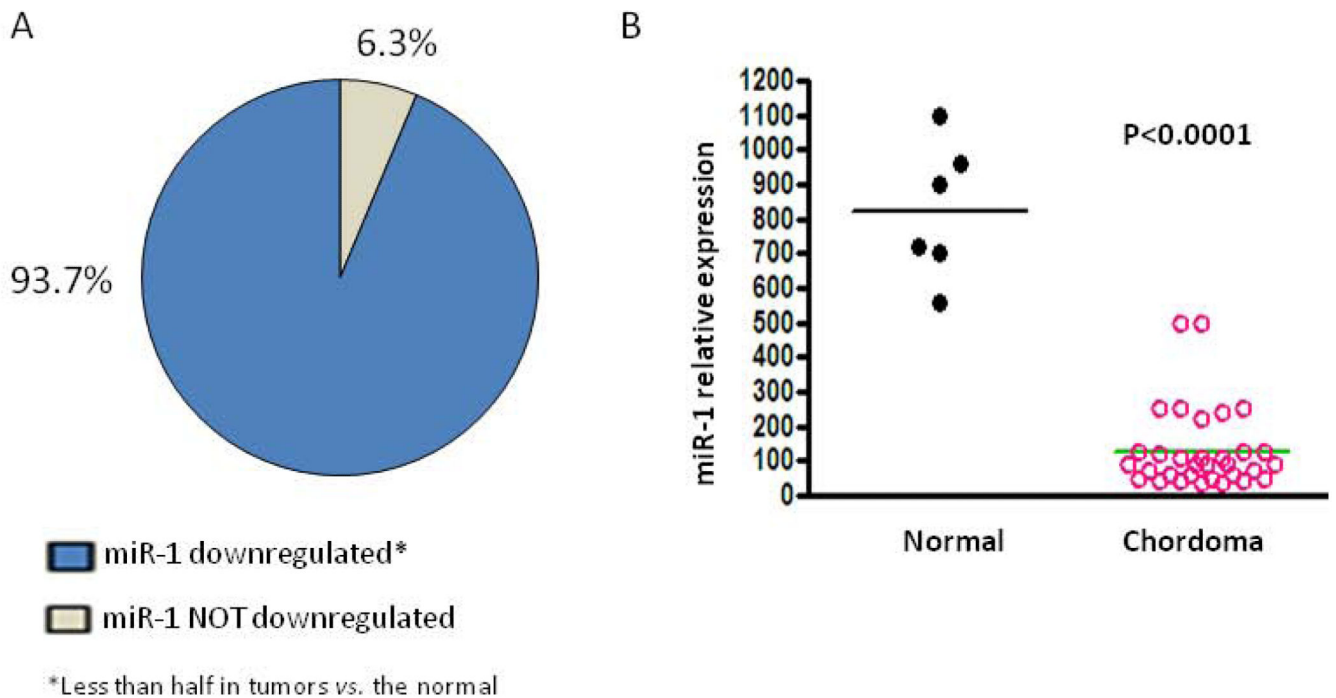 A
6.3%
93.7%
miR-1 downregulated*
miR-1 NOT downregulated
*Less than half in tumors vs. the normal
B
miR-1 relative expression
1200
1100
1000
900
800
700
600
500
400
300
200
100
0
P<0.0001
Normal
Chordoma